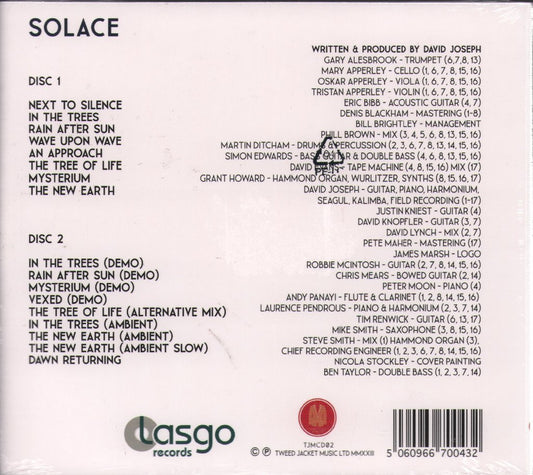 SOLACE
DISC 1
NEXT TO SILENCE
IN THE TREES
RAIN AFTER SUN
WAVE UPON WAVE
AN APPROACH
THE TREE OF LIFE
MYSTERIUM
THE NEW EARTH
DISC 2
IN THE TREES (DEMO)
RAIN AFTER SUN (DEMO)
MYSTERIUM (DEMO)
VEXED (DEMO)
THE TREE OF LIFE (ALTERNATIVE MIX)
IN THE TREES (AMBIENT)
THE NEW EARTH (AMBIENT)
THE NEW EARTH (AMBIENT SLOW)
DAWN RETURNING
WRITTEN & PRODUCED BY DAVID JOSEPH
GARY ALESBROOK - TRUMPET (6,7,8, 13)
MARY APPERLEY - CELLO (1, 6, 7, 8, 15, 16)
OSKAR APPERLEY - VIOLA (1, 6, 7, 8, 15, 16)
TRISTAN APPERLEY - VIOLIN (1, 6, 7, 8, 15, 16)
ERIC BIBB - ACOUSTIC GUITAR (4, 7)
DENIS BLACKHAM - MASTERING (1-8)
BILL BRIGHTLEY - MANAGEMENT
PHILL BROWN - MIX (3, 4, 5, 6, 8, 13, 15, 16)
MARTIN DITCHAM - DRUMS & PERCUSSION (2, 3, 6, 7, 8, 13, 14, 15, 16)
SIMON EDWARDS - BASS GUITAR & DOUBLE BASS (4, 6, 8, 13, 15, 16)
DAVID - TAPE MACHINE (4, 8, 15, 16) MIX (17)
GRANT HOWARD - HAMMOND ORGAN, WURLITZER, SYNTHS (8, 15, 16, 17)
DAVID JOSEPH - GUITAR, PIANO, HARMONIUM,
SEAGUL, KALIMBA, FIELD RECORDING (1-17)
JUSTIN KNIEST - GUITAR (4)
DAVID KNOPFLER - GUITAR (3, 7)
DAVID LYNCH - MIX (2, 7)
PETE MAHER - MASTERING (17)
JAMES MARSH - LOGO
ROBBIE MCINTOSH - GUITAR (2, 7, 8, 14, 15, 16)
CHRIS MEARS - BOWED GUITAR (2, 14)
PETER MOON - PIANO (4)
ANDY PANAYI - FLUTE & CLARINET (1, 2, 8, 14, 15, 16)
LAURENCE PENDROUS - PIANO & HARMONIUM (2, 3, 7, 14)
TIM RENWICK - GUITAR (6, 13, 17)
MIKE SMITH - SAXOPHONE (3, 8, 15, 16)
STEVE SMITH - MIX (1) HAMMOND ORGAN (3),
CHIEF RECORDING ENGINEER (1, 2, 3, 6, 7, 8, 13, 14, 15, 16)
NICOLA STOCKLEY - COVER PAINTING
BEN TAYLOR - DOUBLE BASS (1, 2, 3, 7, 14)
Lasgo
records
TJMCD02
© ℗ TWEED JACKET MUSIC LTD MMXXIII
5 060966 700432